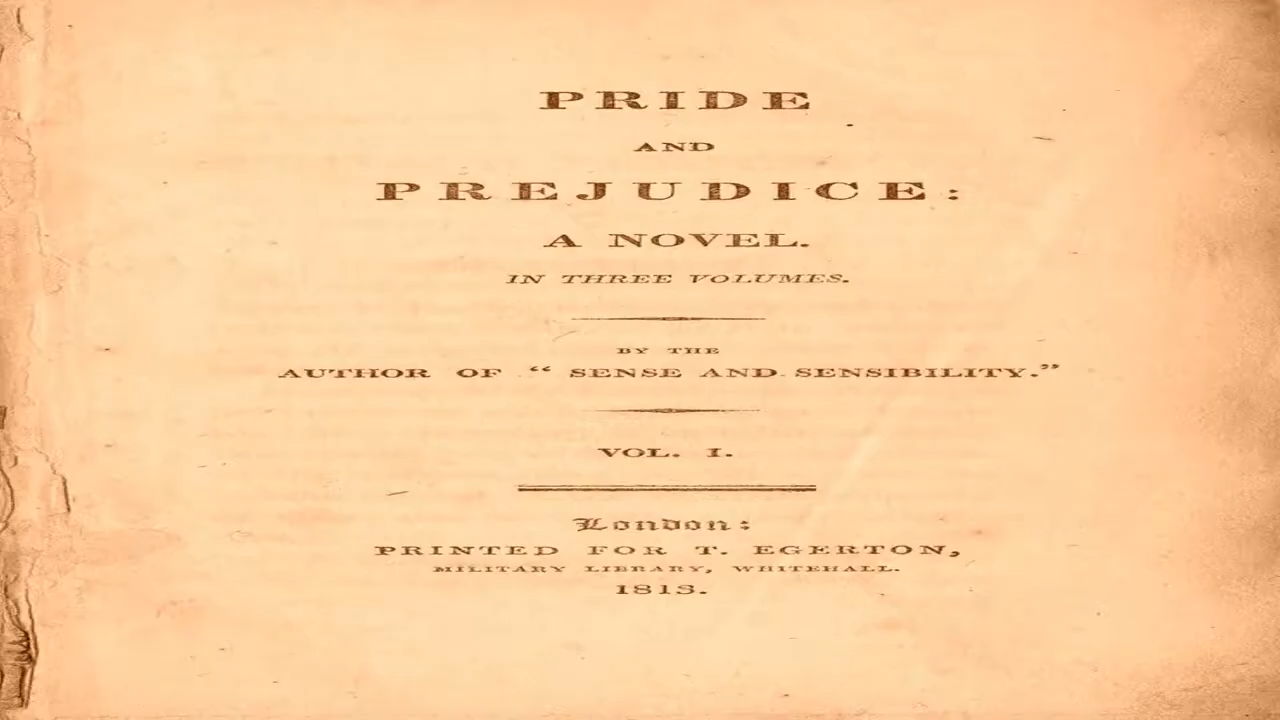 PRIDE
AND
PREJUDICE:
A NOVEL.
IN THREE VOLUMES.
BY THE
AUTHOR OF “ SENSE AND SENSIBILITY.”
VOL. I.
London:
PRINTED FOR T. EGERTON,
MILITARY LIBRARY, WHITEHALL.
1813.